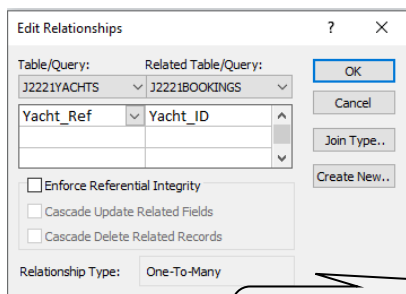 Edit Relationships ? ×
Table/Query: Related Table/Query: OK
J2221YACHTS J2221BOOKINGS
Yacht_Ref Yacht_ID Cancel
Join Type..
Create New..
Enforce Referential Integrity
Cascade Update Related Fields
Cascade Delete Related Records
Relationship Type: One-To-Many